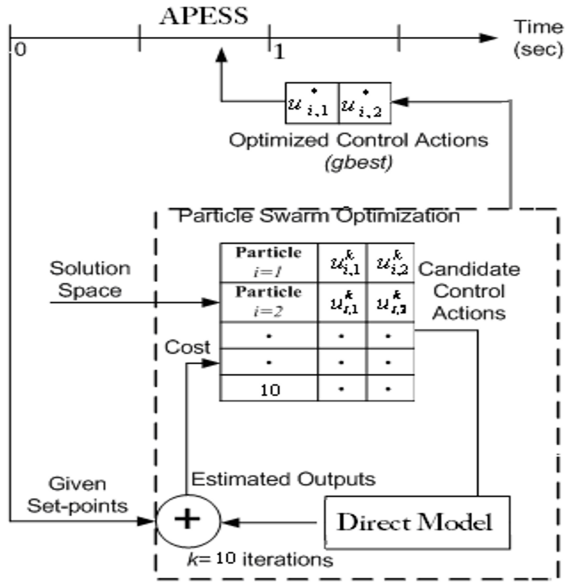 APESS
Time
(sec)
0
1
u*i,1 u*i,2
Optimized Control Actions
(gbest)
Particle Swarm Optimization
Solution
Space
Particle
i=1
u^k_i,1 u^k_i,2
Particle
i=2
u^k_I,1 u^k_I,2
Candidate
Control
Actions
. . .
. . .
10 . .
Cost
Given
Set-points
Estimated Outputs
+
Direct Model
k= 10 iterations